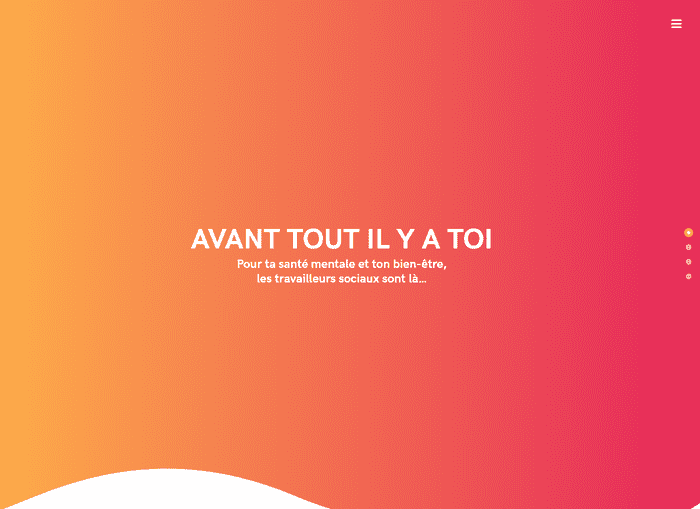 AVANT TOUT IL Y A TOI
Pour ta santé mentale et ton bien-être,
les travailleurs sociaux sont là...